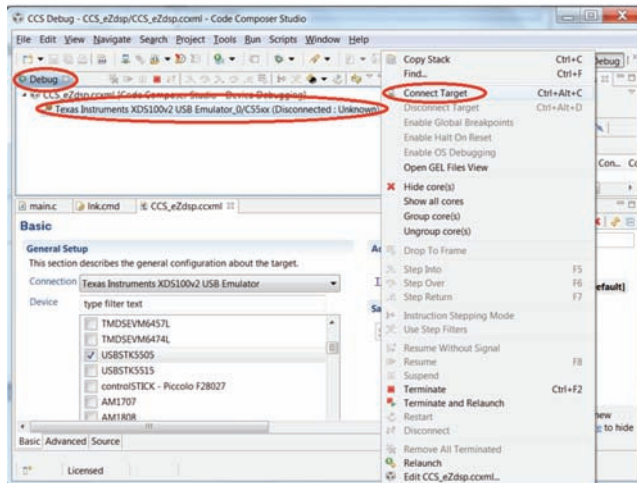 CCS Debug - CCS_eZdsp/CCS_eZdsp.ccxml - Code Composer Studio
File Edit View Navigate Search Project Tools Run Scripts Window Help
Debug
Debug
CCS_eZdsp.ccxml [Code Composer Studio - Device Debugging]
Texas Instruments XDS100v2 USB Emulator_0/C55xx (Disconnected : Unknown)
Copy Stack Ctrl+C
Find... Ctrl+F
Connect Target Ctrl+Alt+C
Disconnect Target Ctrl+Alt+D
Enable Global Breakpoints
Enable Halt On Reset
Enable OS Debugging
Open GEL Files View
Hide core(s)
Show all cores
Group core(s)
Ungroup core(s)
Drop To Frame
Step Into F5
Step Over F6
Step Return F7
Instruction Stepping Mode
Use Step Filters
Resume Without Signal
Resume F8
Suspend
Terminate Ctrl+F2
Terminate and Relaunch
Restart
Disconnect
Remove All Terminated
Relaunch
Edit CCS_eZdsp.ccxml...
Con... Co
efault]
new
e to hide
main.c lnk.cmd CCS_eZdsp.ccxml
Basic
General Setup
This section describes the general configuration about the target.
Connection Texas Instruments XDS100v2 USB Emulator
Device type filter text
TMDSEVM6457L
TMDSEVM6474L
USBSTK5505
USBSTK5515
controlSTICK - Piccolo F28027
AM1707
AM1808
Basic Advanced Source
Licensed